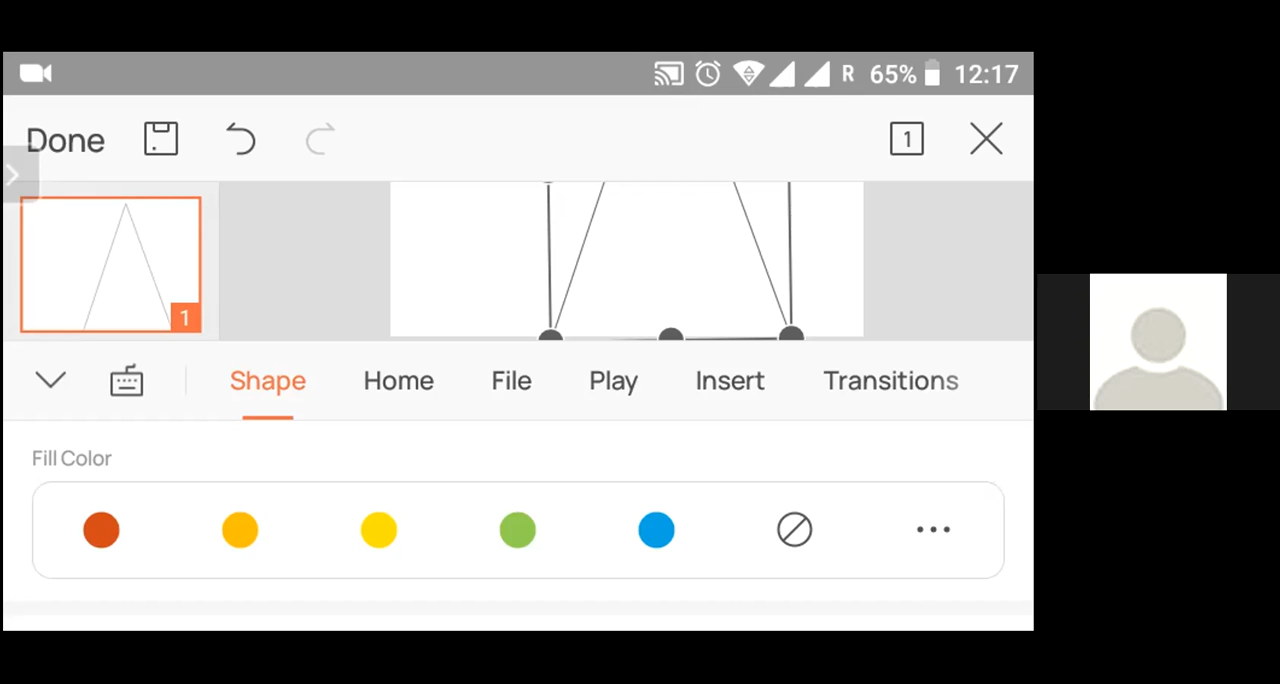 R 65% 12:17
Done 1
1
Shape Home File Play Insert Transitions
Fill Color